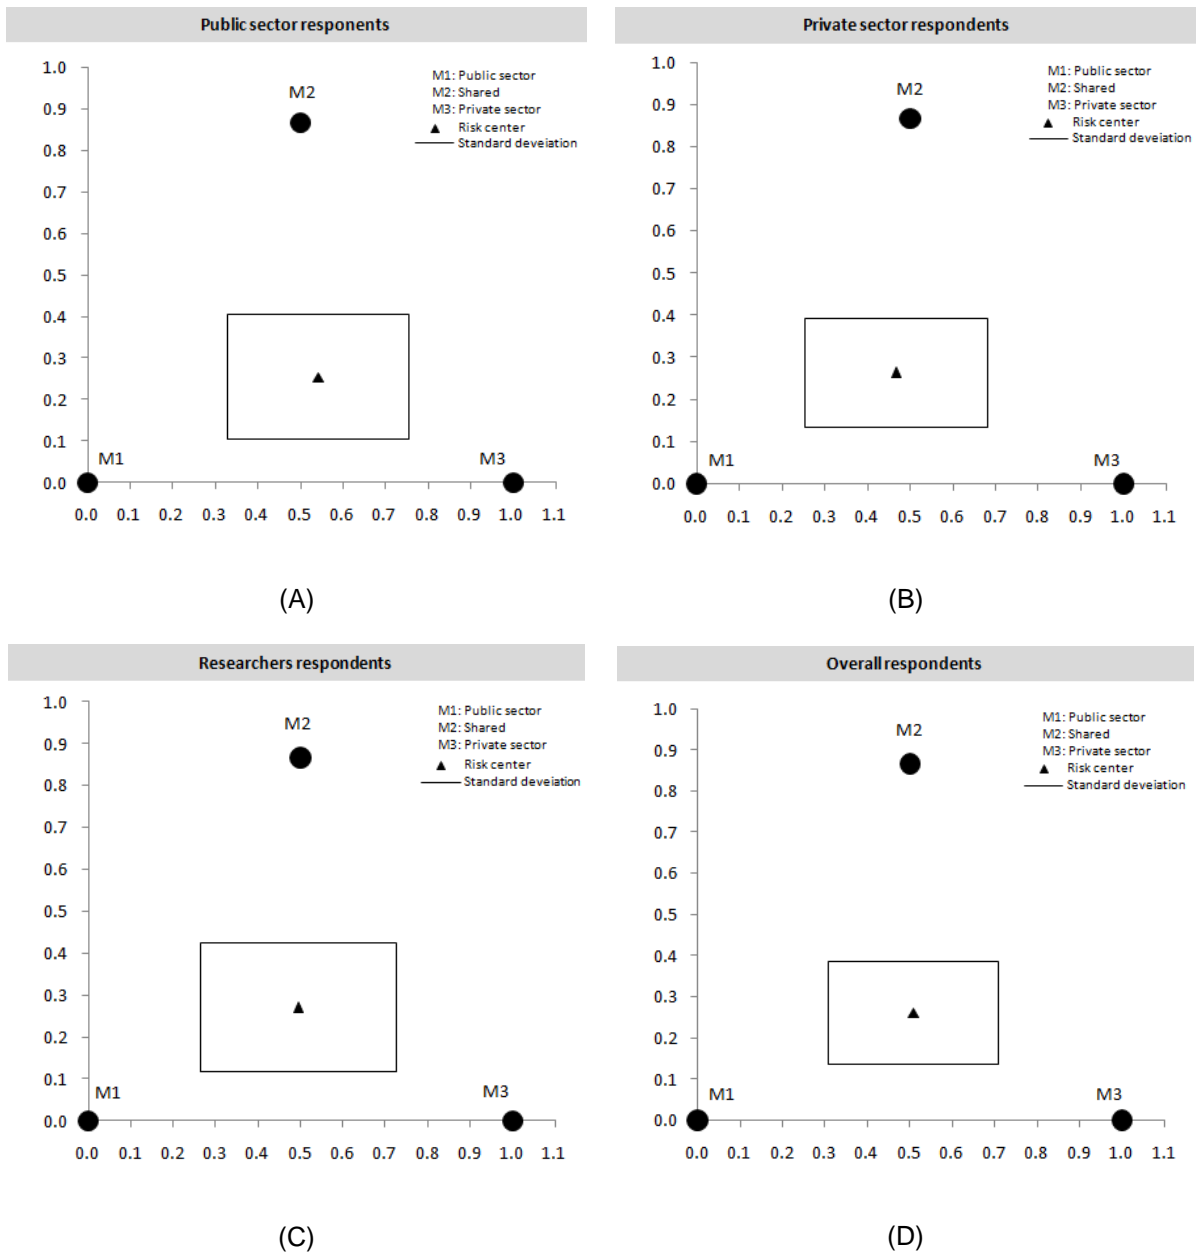 Public sector responents
M1: Public sector
M2: Shared
M3: Private sector
Risk center
Standard deveiation
1.0
0.9
0.8
0.7
0.6
0.5
0.4
0.3
0.2
0.1
0.0
M2
M1
M3
0.0 0.1 0.2 0.3 0.4 0.5 0.6 0.7 0.8 0.9 1.0 1.1
(A)
Private sector respondents
M1: Public sector
M2: Shared
M3: Private sector
Risk center
Standard deveiation
1.0
0.9
0.8
0.7
0.6
0.5
0.4
0.3
0.2
0.1
0.0
M2
M1
M3
0.0 0.1 0.2 0.3 0.4 0.5 0.6 0.7 0.8 0.9 1.0 1.1
(B)
Researchers respondents
M1: Public sector
M2: Shared
M3: Private sector
Risk center
Standard deveiation
1.0
0.9
0.8
0.7
0.6
0.5
0.4
0.3
0.2
0.1
0.0
M2
M1
M3
0.0 0.1 0.2 0.3 0.4 0.5 0.6 0.7 0.8 0.9 1.0 1.1
(C)
Overall respondents
M1: Public sector
M2: Shared
M3: Private sector
Risk center
Standard deveiation
1.0
0.9
0.8
0.7
0.6
0.5
0.4
0.3
0.2
0.1
0.0
M2
M1
M3
0.0 0.1 0.2 0.3 0.4 0.5 0.6 0.7 0.8 0.9 1.0 1.1
(D)